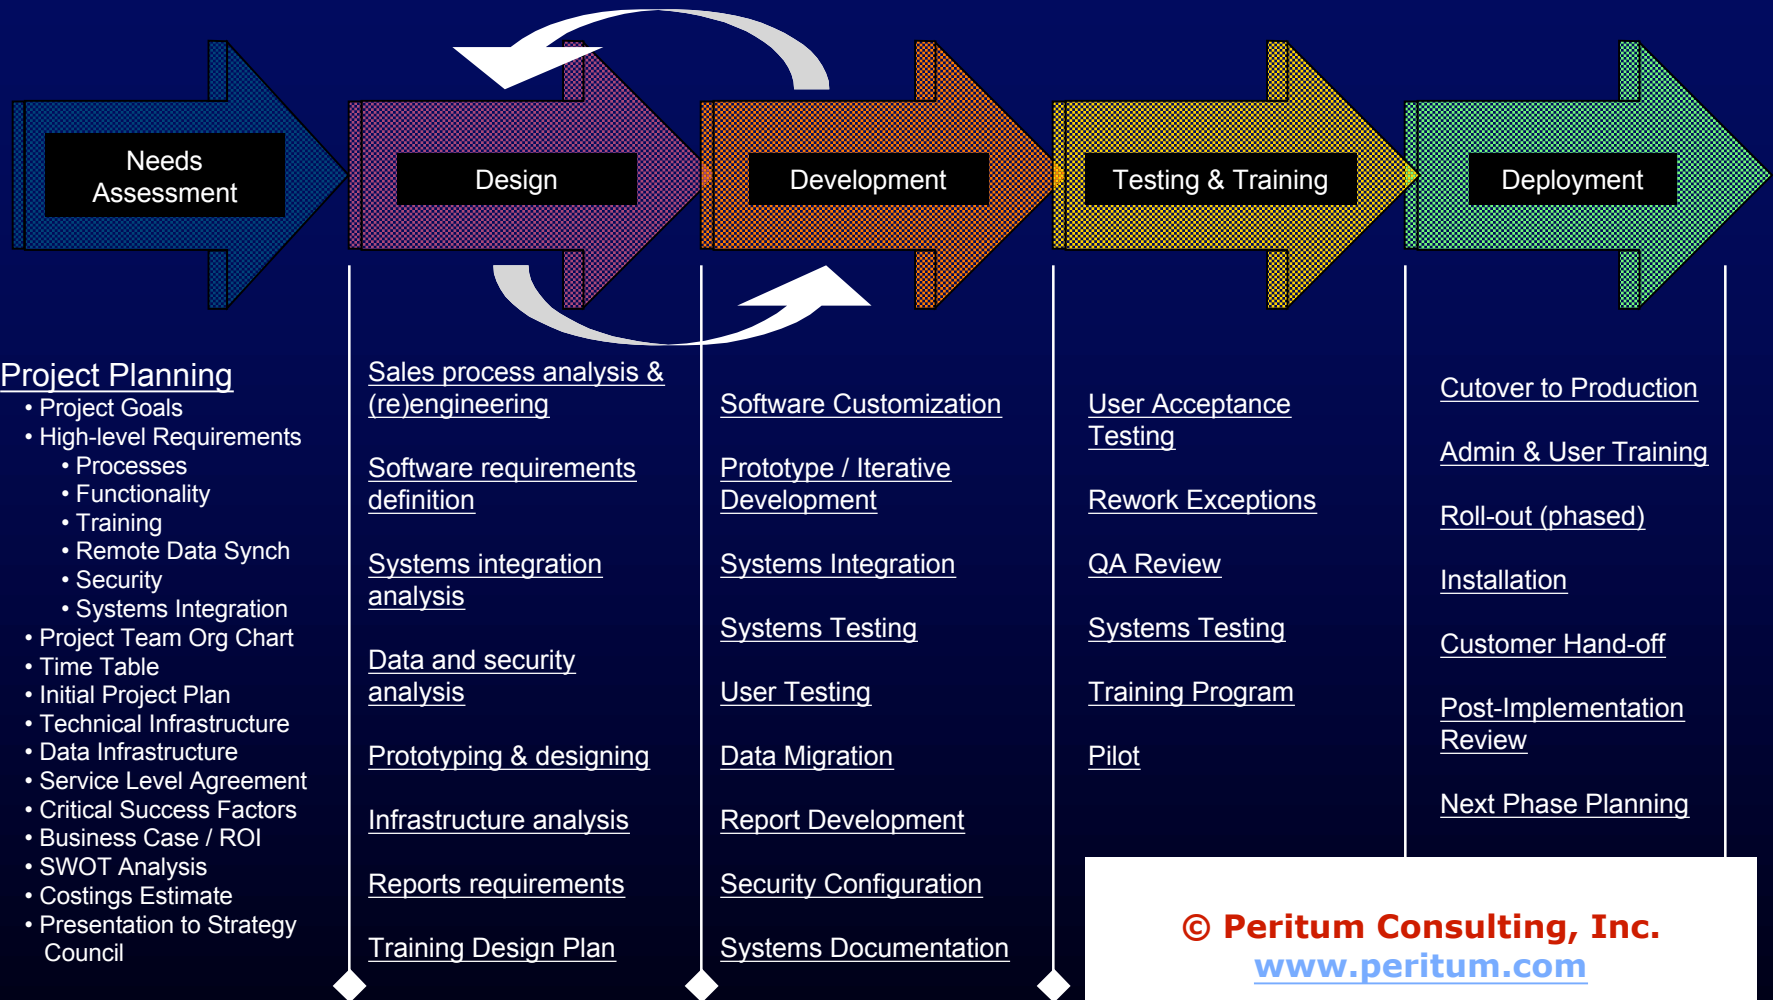 Needs
Assessment
Design
Development
Testing & Training
Deployment
Project Planning
• Project Goals
• High-level Requirements
• Processes
• Functionality
• Training
• Remote Data Synch
• Security
• Systems Integration
• Project Team Org Chart
• Time Table
• Initial Project Plan
• Technical Infrastructure
• Data Infrastructure
• Service Level Agreement
• Critical Success Factors
• Business Case / ROI
• SWOT Analysis
• Costings Estimate
• Presentation to Strategy
Council
Sales process analysis &
(re)engineering
Software requirements
definition
Systems integration
analysis
Data and security
analysis
Prototyping & designing
Infrastructure analysis
Reports requirements
Training Design Plan
Software Customization
Prototype / Iterative
Development
Systems Integration
Systems Testing
User Testing
Data Migration
Report Development
Security Configuration
Systems Documentation
User Acceptance
Testing
Rework Exceptions
QA Review
Systems Testing
Training Program
Pilot
Cutover to Production
Admin & User Training
Roll-out (phased)
Installation
Customer Hand-off
Post-Implementation
Review
Next Phase Planning
© Peritum Consulting, Inc.
www.peritum.com